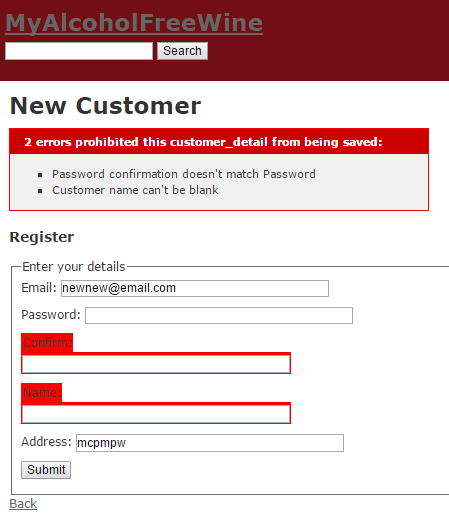 MyAlcoholFreeWine
Search
New Customer
2 errors prohibited this customer_detail from being saved:
Password confirmation doesn't match Password
Customer name can't be blank
Register
Enter your details
Email: newnew@email.com
Password:
Confirm:
Name:
Address: mcpmpw
Submit
Back